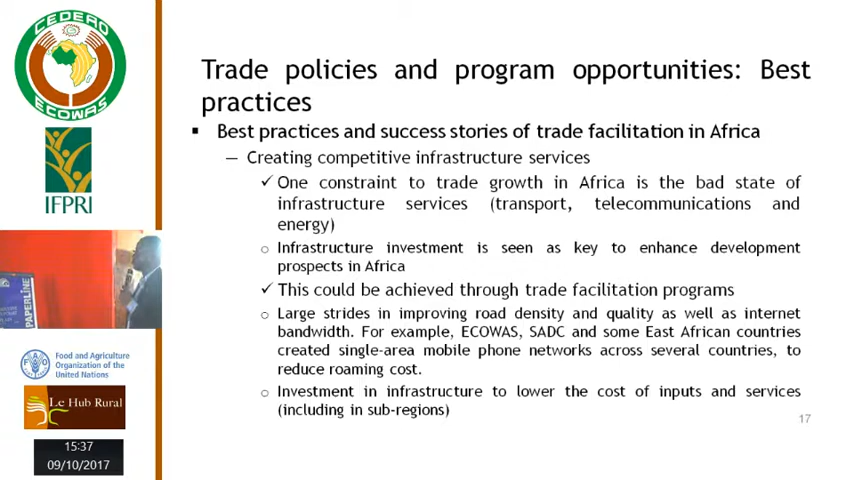 CEDEAO
ECOWAS
IFPRI
PAPERLINE
Food and Agriculture
Organization of the
United Nations
Le Hub Rural
15:37
09/10/2017
Trade policies and program opportunities: Best
practices
▪ Best practices and success stories of trade facilitation in Africa
— Creating competitive infrastructure services
✓ One constraint to trade growth in Africa is the bad state of
infrastructure services (transport, telecommunications and
energy)
o Infrastructure investment is seen as key to enhance development
prospects in Africa
✓ This could be achieved through trade facilitation programs
o Large strides in improving road density and quality as well as internet
bandwidth. For example, ECOWAS, SADC and some East African countries
created single-area mobile phone networks across several countries, to
reduce roaming cost.
o Investment in infrastructure to lower the cost of inputs and services
(including in sub-regions)
17